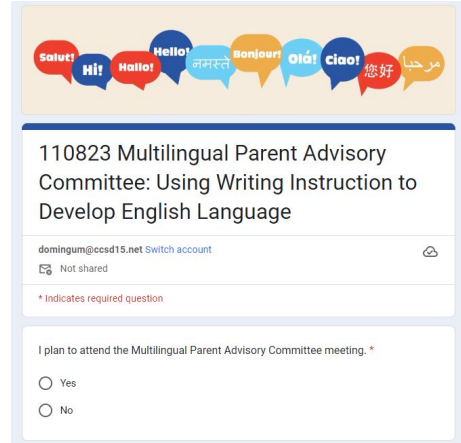 Salut! Hi! Hallo! Hello! नमस्ते Bonjour! Olá! Ciao! 您好 مرحبا
110823 Multilingual Parent Advisory
Committee: Using Writing Instruction to
Develop English Language
domingum@ccsd15.net Switch account
Not shared
* Indicates required question
I plan to attend the Multilingual Parent Advisory Committee meeting. *
Yes
No